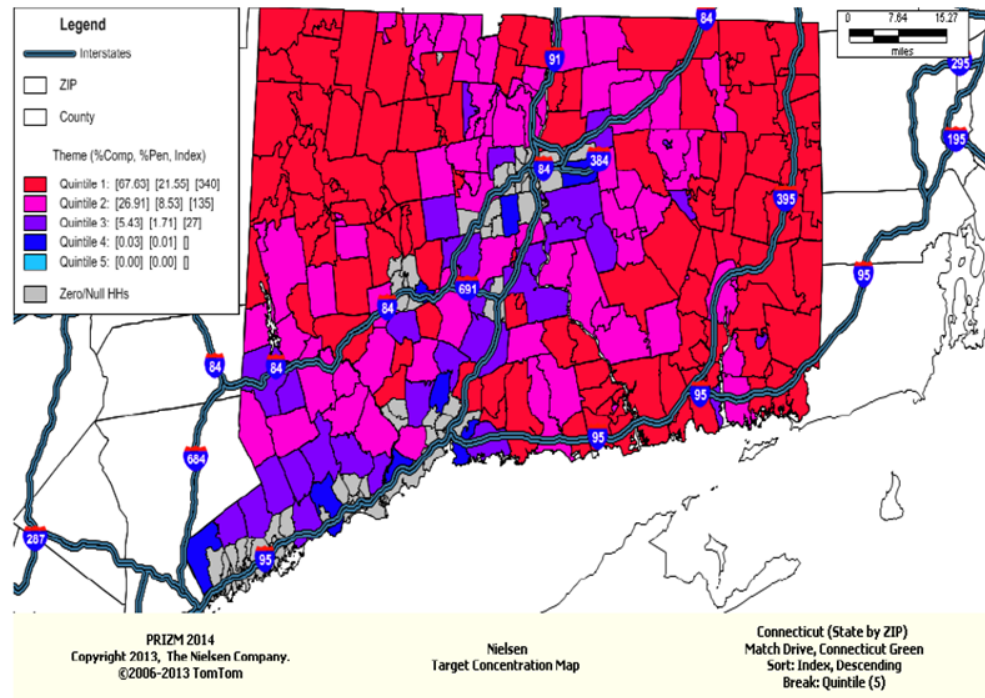 Legend
Interstates
ZIP
County
Theme (%Comp, %Pen, Index)
Quintile 1: [67.63] [21.55] [340]
Quintile 2: [26.91] [8.53] [135]
Quintile 3: [5.43] [1.71] [27]
Quintile 4: [0.03] [0.01] []
Quintile 5: [0.00] [0.00] []
Zero/Null HHs
0 7.64 15.27
miles
84
91
295
195
384
84
395
95
691
84
84
84
95
95
684
287
95
PRIZM 2014
Copyright 2013, The Nielsen Company.
©2006-2013 TomTom
Nielsen
Target Concentration Map
Connecticut (State by ZIP)
Match Drive, Connecticut Green
Sort: Index, Descending
Break: Quintile (5)